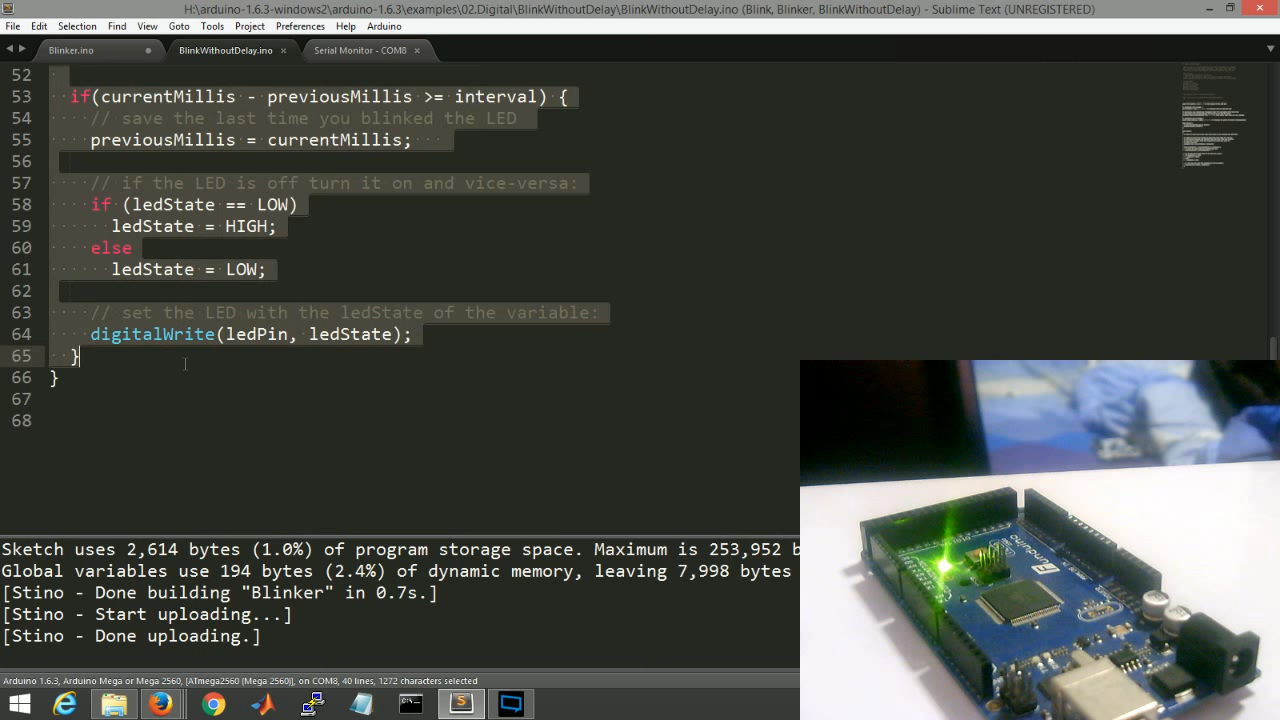 H:\arduino-1.6.3-windows2\arduino-1.6.3\examples\02.Digital\BlinkWithoutDelay\BlinkWithoutDelay.ino (Blink, Blinker, BlinkWithoutDelay) - Sublime Text (UNREGISTERED)
File Edit Selection Find View Goto Tools Project Preferences Help Arduino
Blinker.ino BlinkWithoutDelay.ino × Serial Monitor - COM8 ×
52
53 if(currentMillis - previousMillis >= interval) {
54 // save the last time you blinked the LED
55 previousMillis = currentMillis;
56
57 // if the LED is off turn it on and vice-versa:
58 if (ledState == LOW)
59 ledState = HIGH;
60 else
61 ledState = LOW;
62
63 // set the LED with the ledState of the variable:
64 digitalWrite(ledPin, ledState);
65 }
66 }
67
68
Sketch uses 2,614 bytes (1.0%) of program storage space. Maximum is 253,952 b
Global variables use 194 bytes (2.4%) of dynamic memory, leaving 7,998 bytes
[Stino - Done building "Blinker" in 0.7s.]
[Stino - Start uploading...]
[Stino - Done uploading.]
Arduino 1.6.3, Arduino Mega or Mega 2560, [ATmega2560 (Mega 2560)], on COM8, 40 lines, 1272 characters selected
Funduino